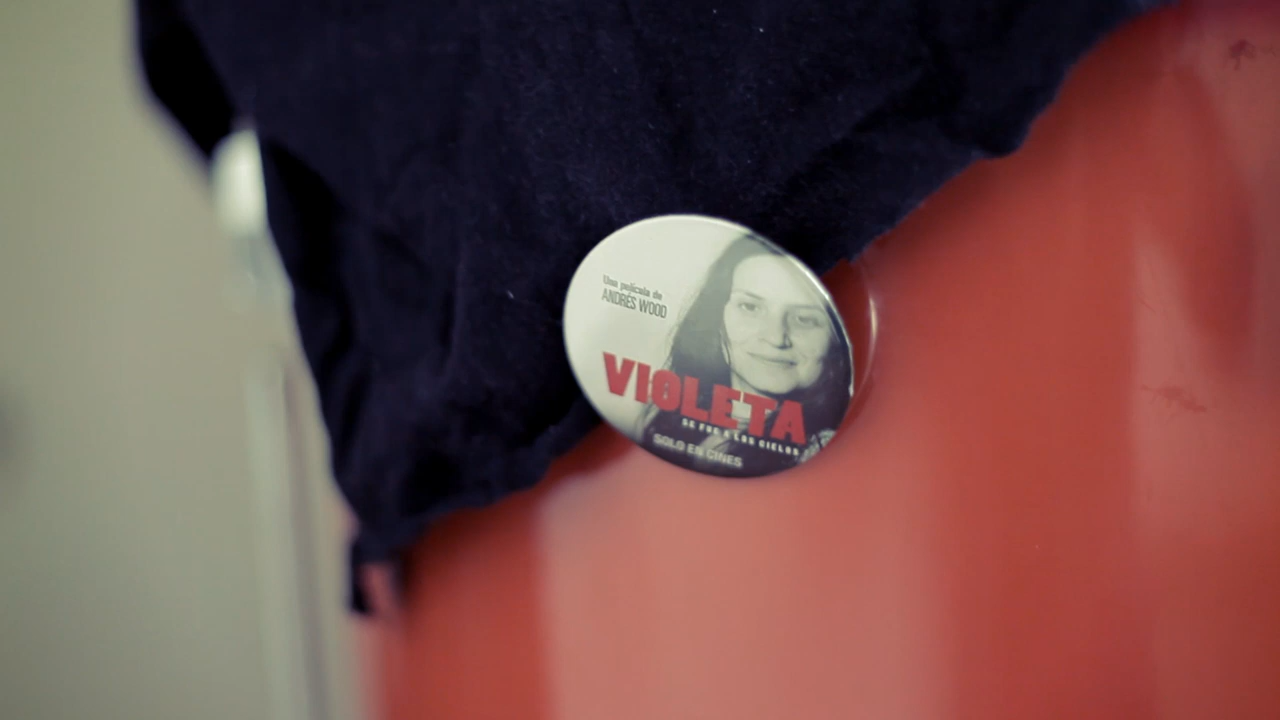 Una película de
ANDRÉS WOOD
VIOLETA
SE FUE A LOS CIELOS
SOLO EN CINES